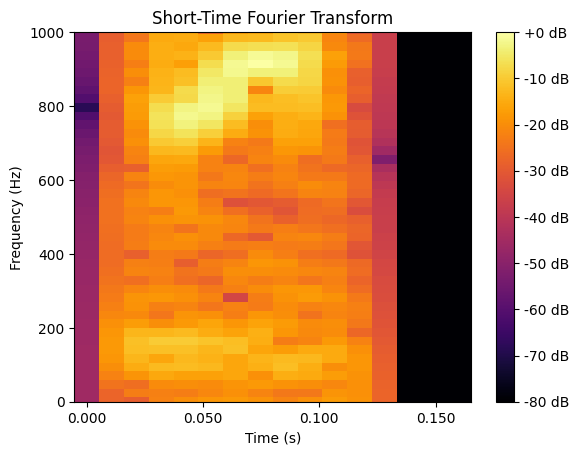 Short-Time Fourier Transform
1000
800
600
400
200
0
Frequency (Hz)
0.000
0.050
0.100
0.150
Time (s)
+0 dB
-10 dB
-20 dB
-30 dB
-40 dB
-50 dB
-60 dB
-70 dB
-80 dB